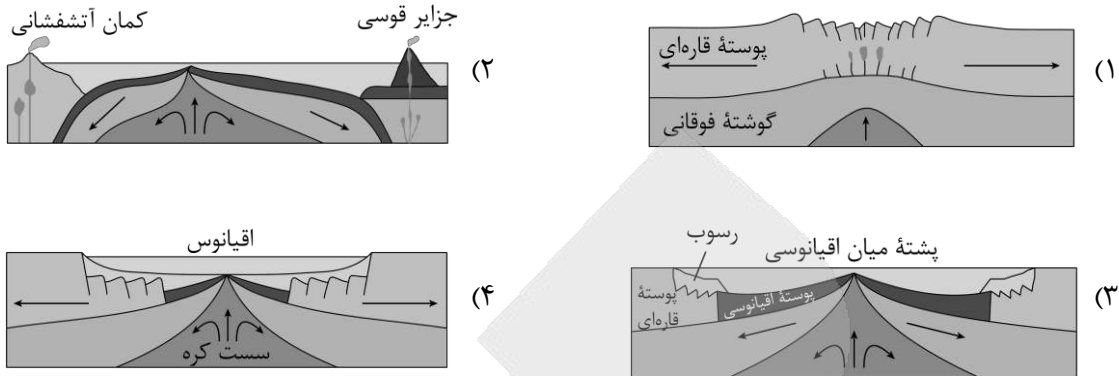 ۱)
پوستهٔ قاره‌ای
گوشتهٔ فوقانی
۲)
جزایر قوسی
کمان آتشفشانی
۳)
پشتهٔ میان اقیانوسی
رسوب
پوستهٔ اقیانوسی
پوستهٔ
قاره‌ای
۴)
اقیانوس
سست کره